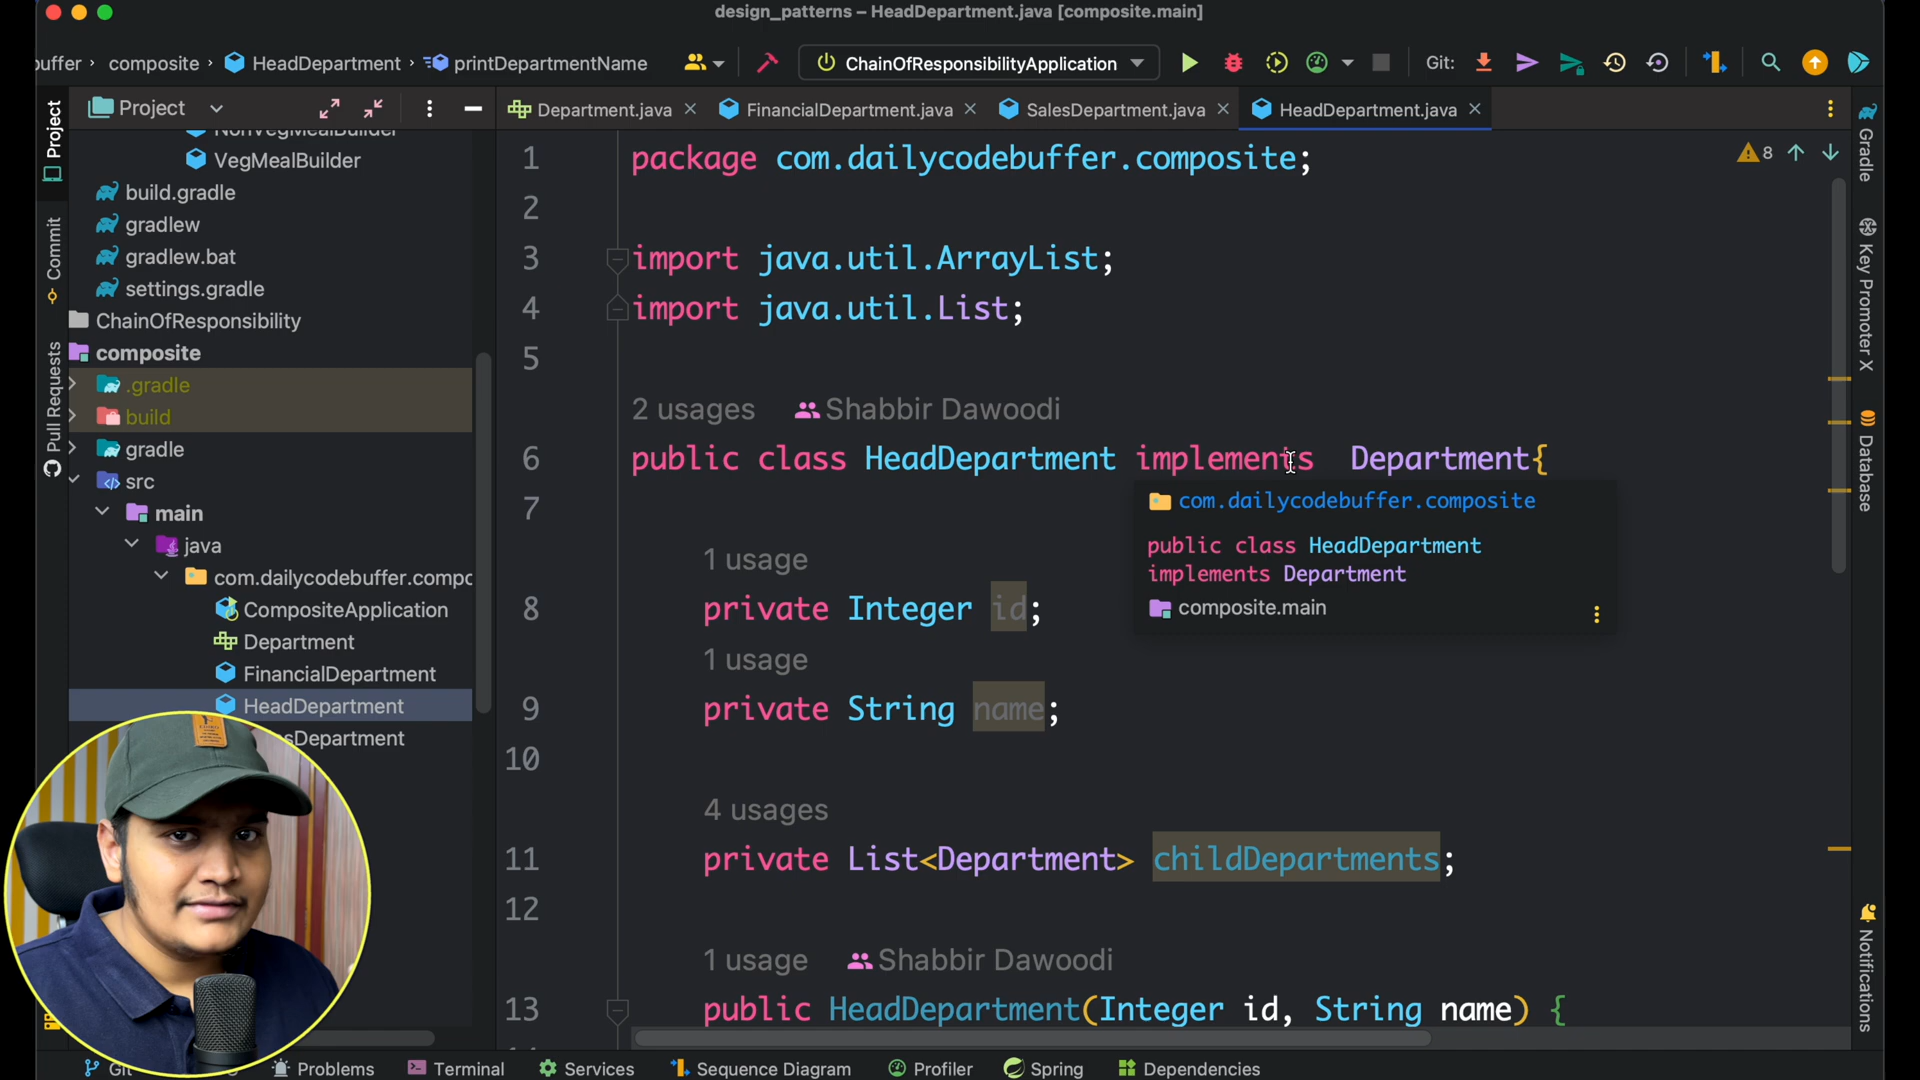 design_patterns – HeadDepartment.java [composite.main]
uffer › composite › HeadDepartment › printDepartmentName
ChainOfResponsibilityApplication
Git:
Project
Department.java
FinancialDepartment.java
SalesDepartment.java
HeadDepartment.java
Project
Commit
Pull Requests
NonVegMealBuilder
VegMealBuilder
build.gradle
gradlew
gradlew.bat
settings.gradle
ChainOfResponsibility
composite
.gradle
build
gradle
src
main
java
com.dailycodebuffer.compo
CompositeApplication
Department
FinancialDepartment
HeadDepartment
sDepartment
8
1 package com.dailycodebuffer.composite;
2
3 import java.util.ArrayList;
4 import java.util.List;
5
2 usages Shabbir Dawoodi
6 public class HeadDepartment implements Department{
7
com.dailycodebuffer.composite
public class HeadDepartment
implements Department
composite.main
1 usage
8 private Integer id;
1 usage
9 private String name;
10
4 usages
11 private List<Department> childDepartments;
12
1 usage Shabbir Dawoodi
13 public HeadDepartment(Integer id, String name) {
Gradle
Key Promoter X
Database
Notifications
Git
Problems
Terminal
Services
Sequence Diagram
Profiler
Spring
Dependencies